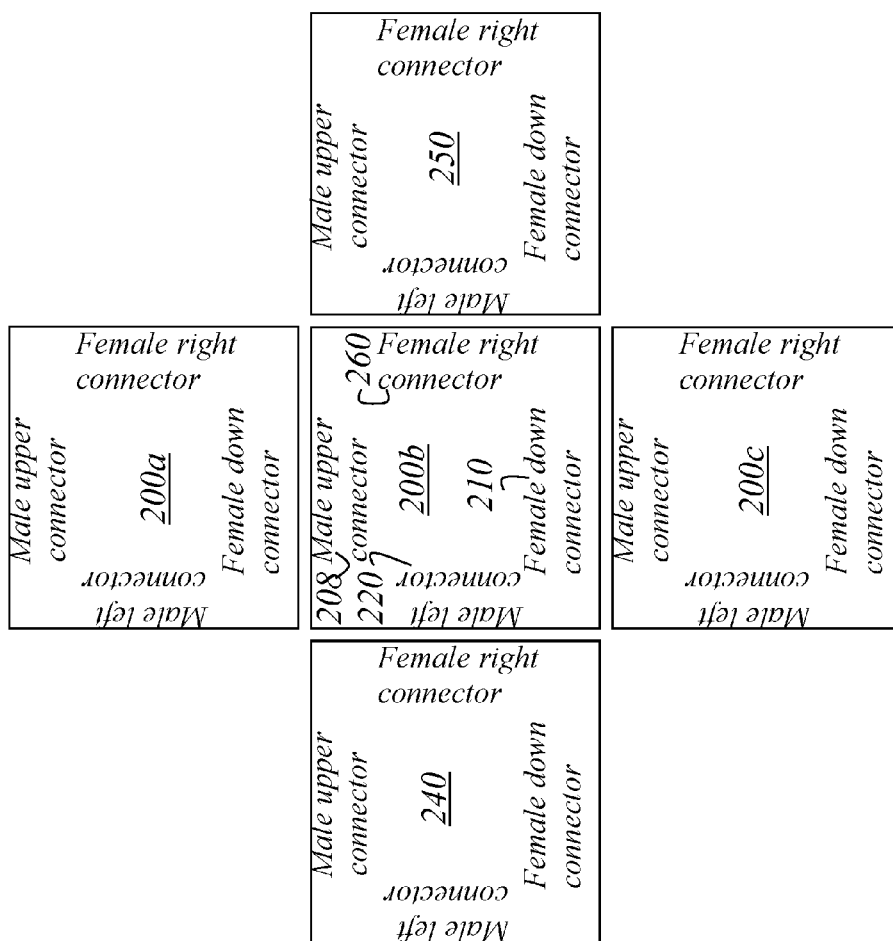 Female right
connector
Male upper
connector
250
Female down
connector
Male left
connector
Female right
connector
Male upper
connector
200a
Female down
connector
Male left
connector
Female right
connector
260
Male upper
connector
208
220
200b
210
Female down
connector
Male left
connector
Female right
connector
Male upper
connector
200c
Female down
connector
Male left
connector
Female right
connector
Male upper
connector
240
Female down
connector
Male left
connector